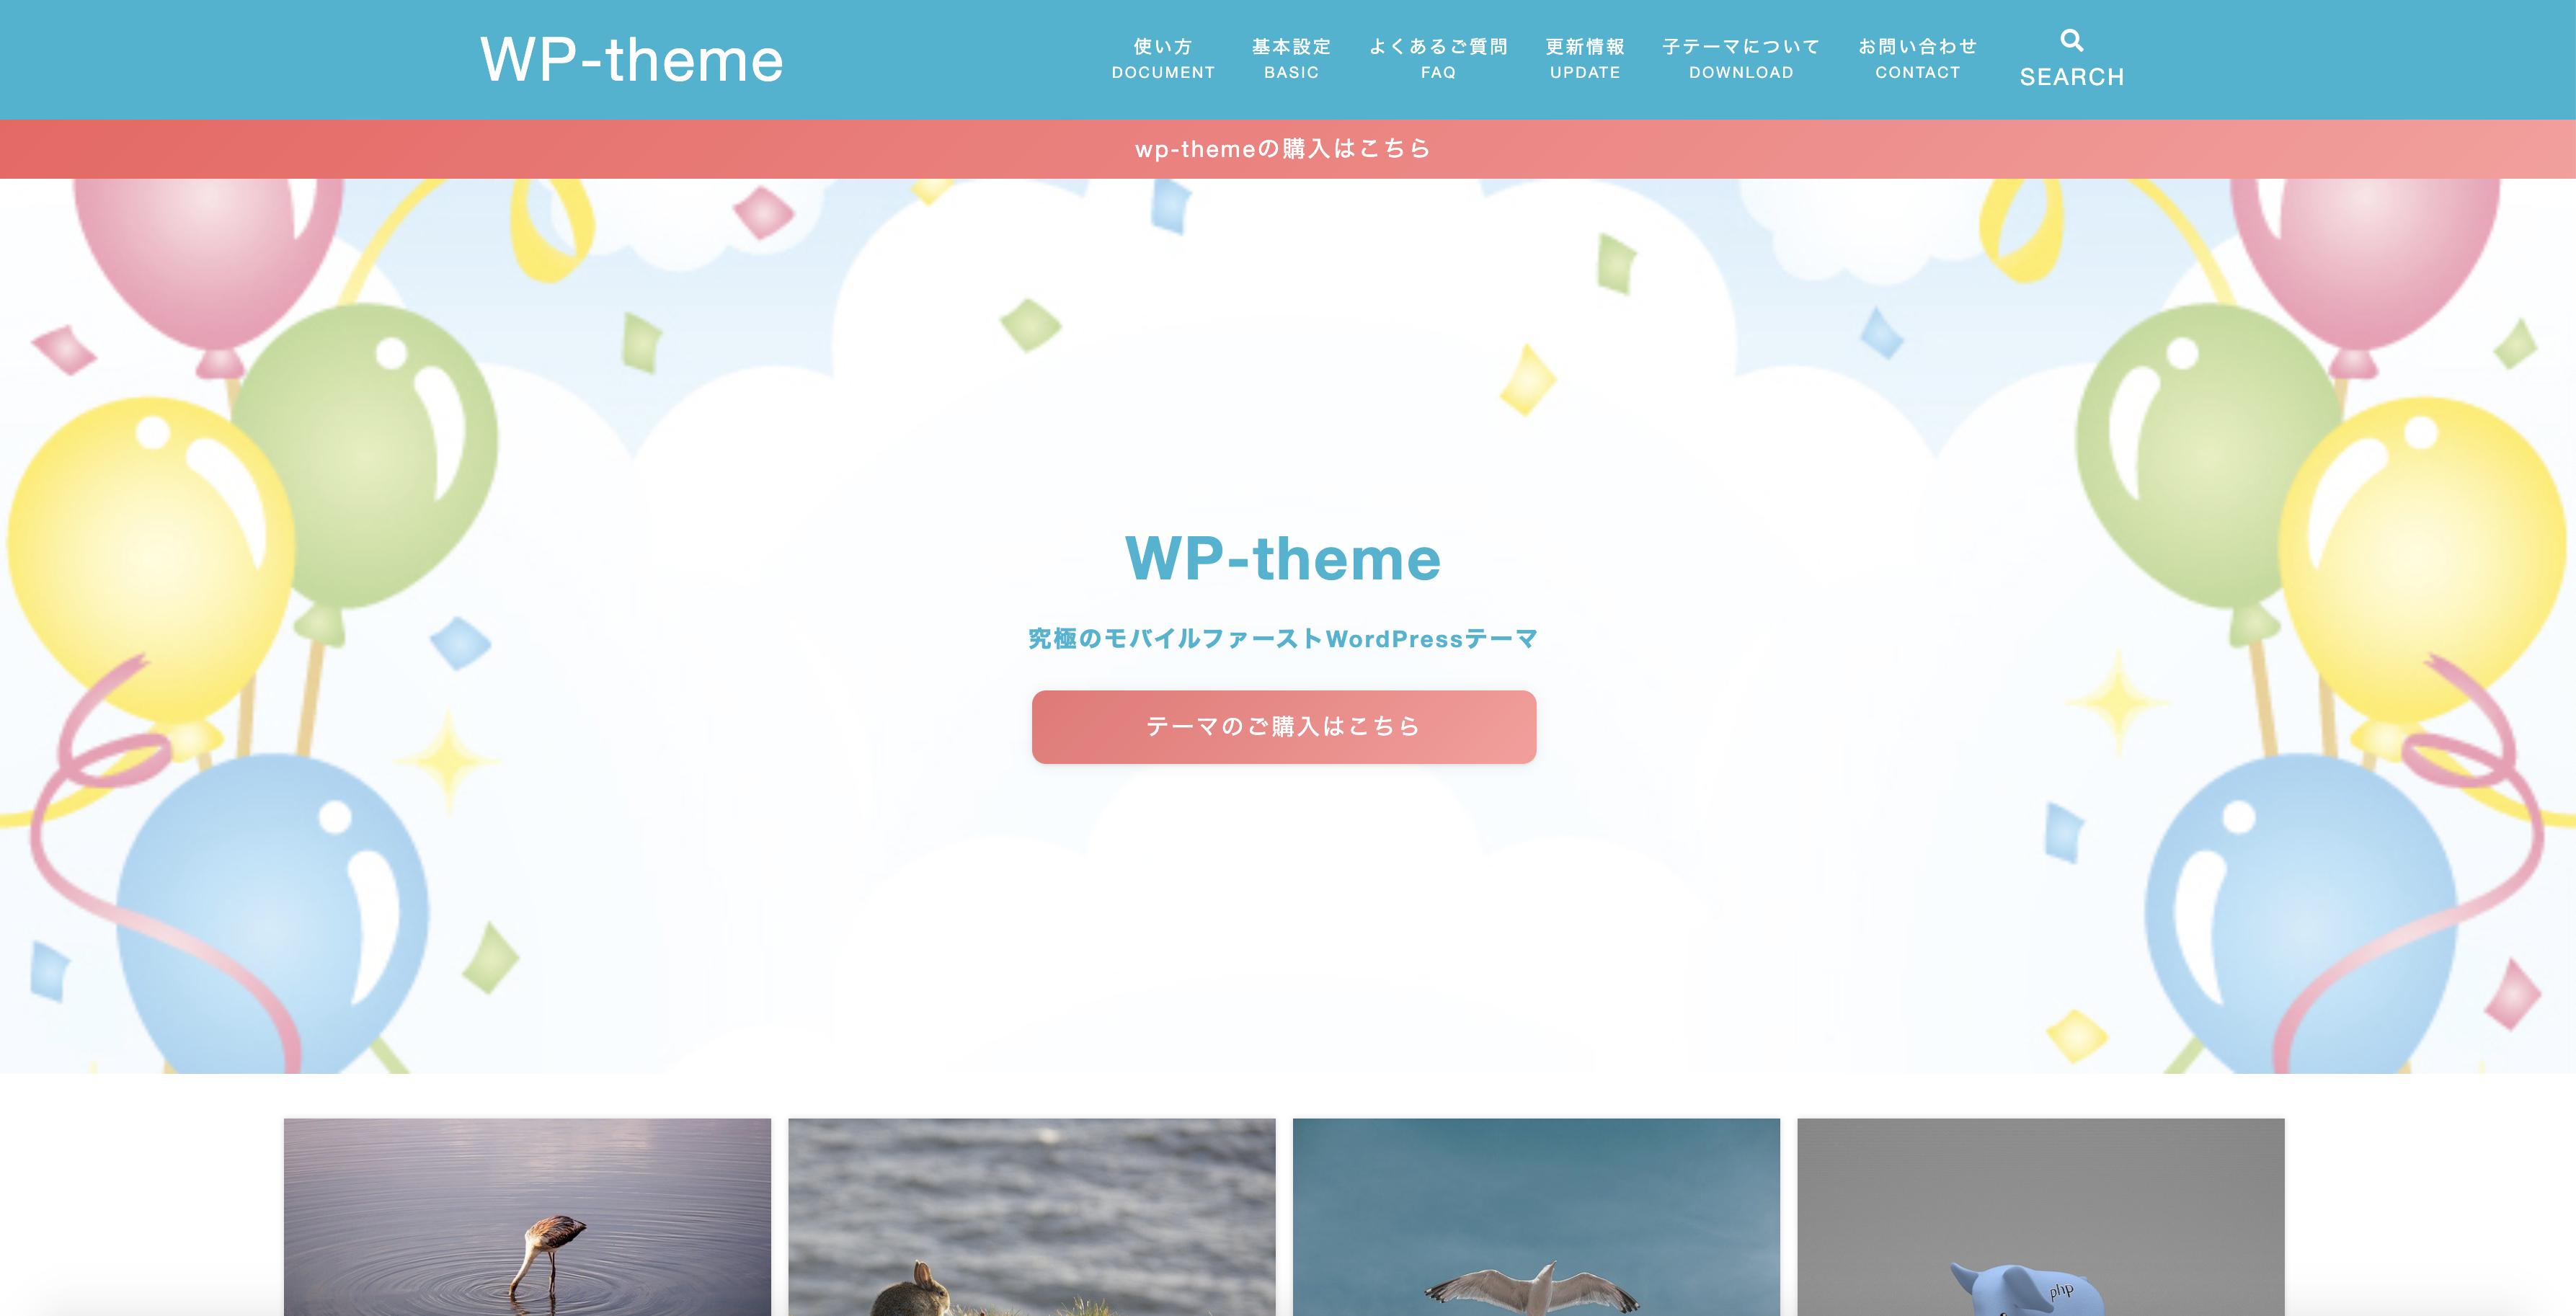 WP-theme
使い方
DOCUMENT
基本設定
BASIC
よくあるご質問
FAQ
更新情報
UPDATE
子テーマについて
DOWNLOAD
お問い合わせ
CONTACT
SEARCH
wp-themeの購入はこちら
WP-theme
究極のモバイルファーストWordPressテーマ
テーマのご購入はこちら
php